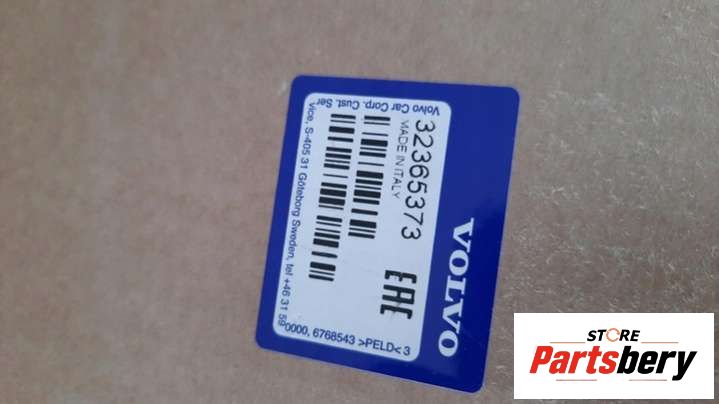 Volvo Car Corp. Cust. Ser
vice, S-405 31 Göteborg Sweden, tel +46 31 59
0000, 6768543 >PELD< 3
32365373
MADE IN ITALY
EAC
VOLVO
STORE
Partsbery